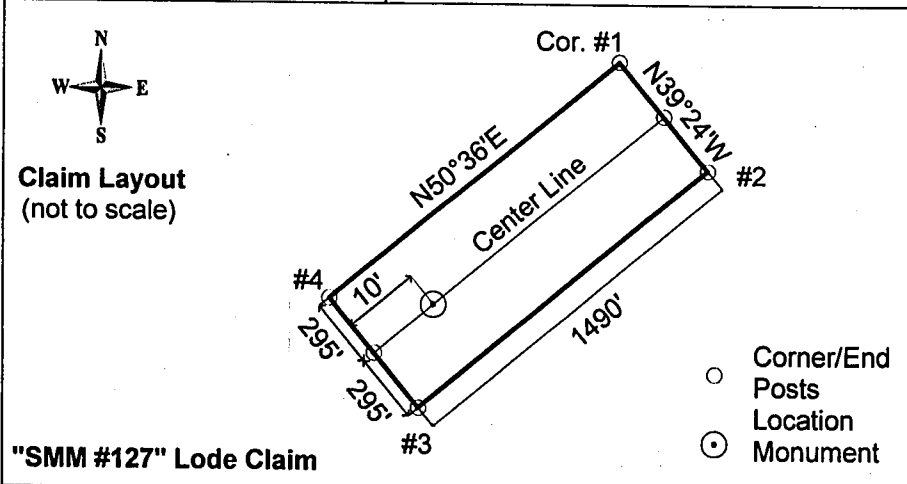 N
W E
S
Claim Layout
(not to scale)
Cor. #1
N39°24'W
N50°36'E
#2
Center Line
#4
10'
1490'
295'
295'
#3
Corner/End
Posts
Location
Monument
"SMM #127" Lode Claim